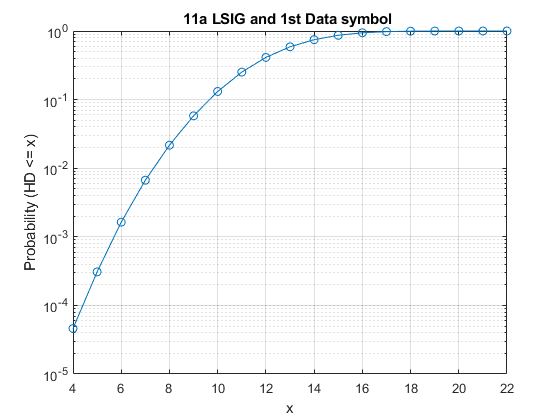 11a LSIG and 1st Data symbol
Probability (HD <= x)
10^0
10^-1
10^-2
10^-3
10^-4
10^-5
4 6 8 10 12 14 16 18 20 22
x